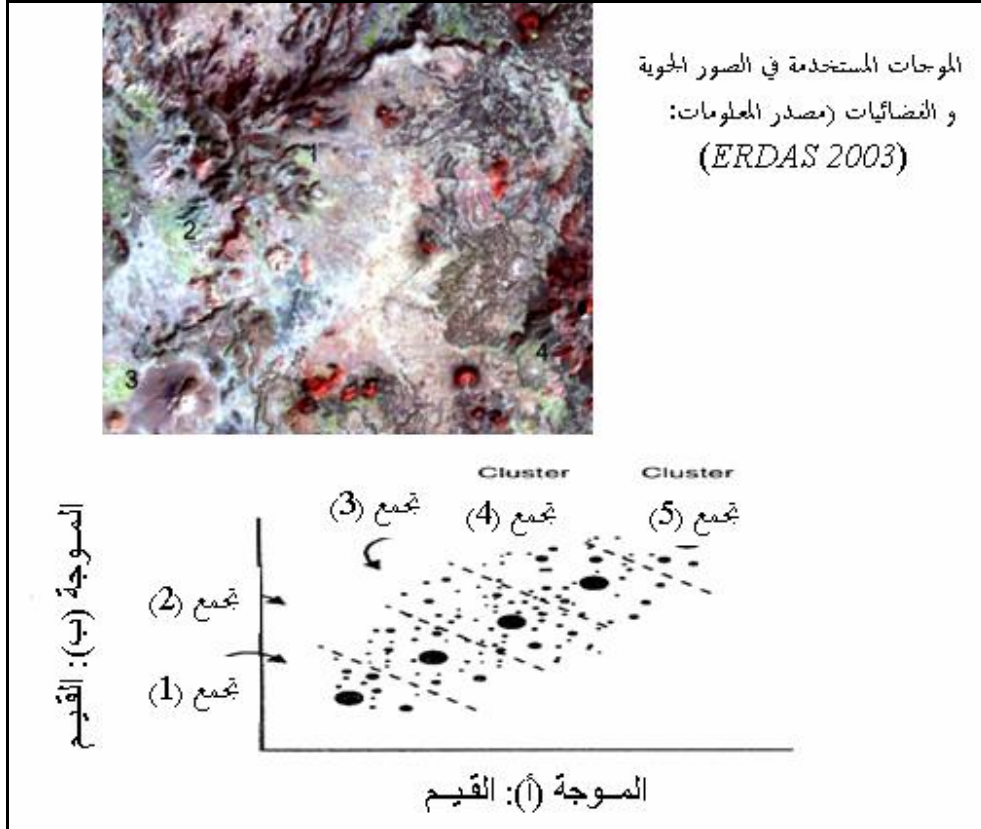 الموجات المستخدمة في الصور الجوية
و الفضائيات (مصدر المعلومات:
(ERDAS 2003)
1
2
3
4
Cluster Cluster
تجمع (3) تجمع (4) تجمع (5)
تجمع (2)
تجمع (1)
الموجة (ب): القيم
الموجة (أ): القيم